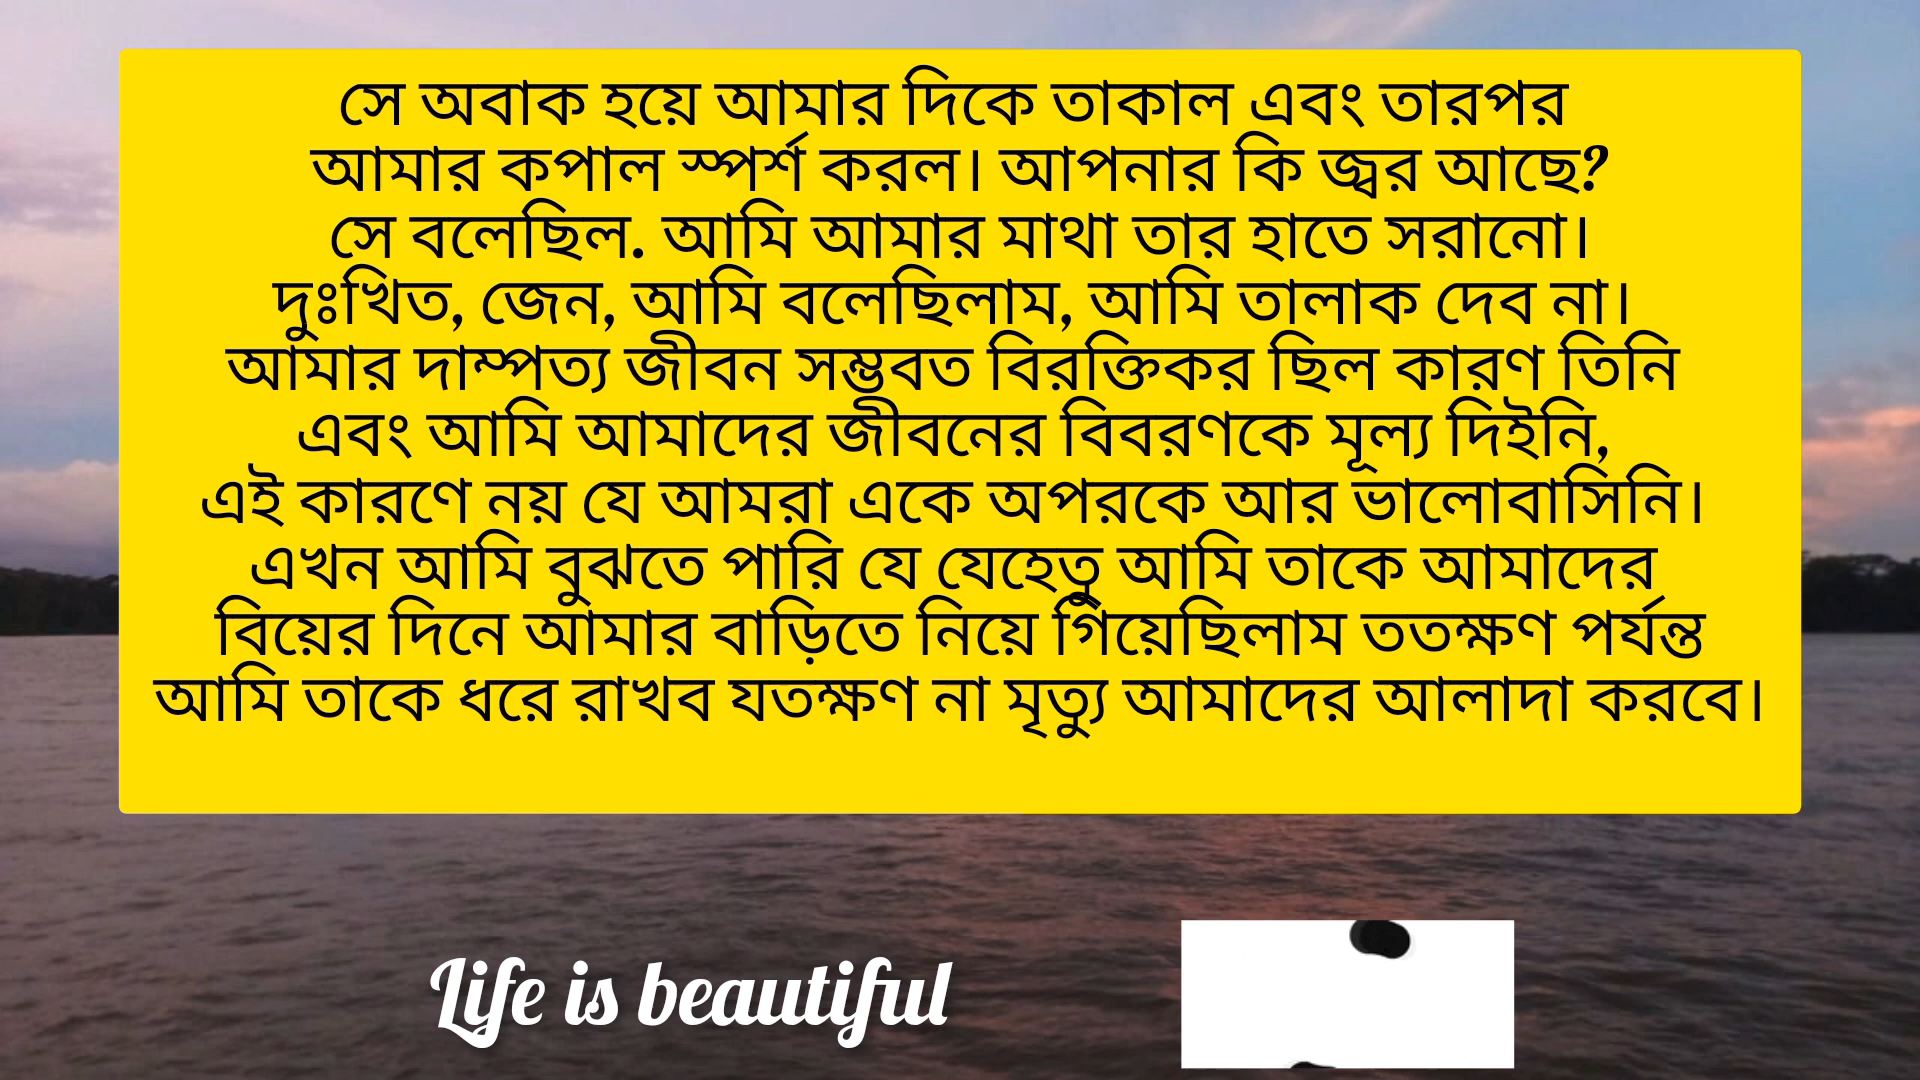 সে অবাক হয়ে আমার দিকে তাকাল এবং তারপর
আমার কপাল স্পর্শ করল। আপনার কি জ্বর আছে?
সে বলেছিল. আমি আমার মাথা তার হাতে সরানো।
দুঃখিত, জেন, আমি বলেছিলাম, আমি তালাক দেব না।
আমার দাম্পত্য জীবন সম্ভবত বিরক্তিকর ছিল কারণ তিনি
এবং আমি আমাদের জীবনের বিবরণকে মূল্য দিইনি,
এই কারণে নয় যে আমরা একে অপরকে আর ভালোবাসিনি।
এখন আমি বুঝতে পারি যে যেহেতু আমি তাকে আমাদের
বিয়ের দিনে আমার বাড়িতে নিয়ে গিয়েছিলাম ততক্ষণ পর্যন্ত
আমি তাকে ধরে রাখব যতক্ষণ না মৃত্যু আমাদের আলাদা করবে।
Life is beautiful